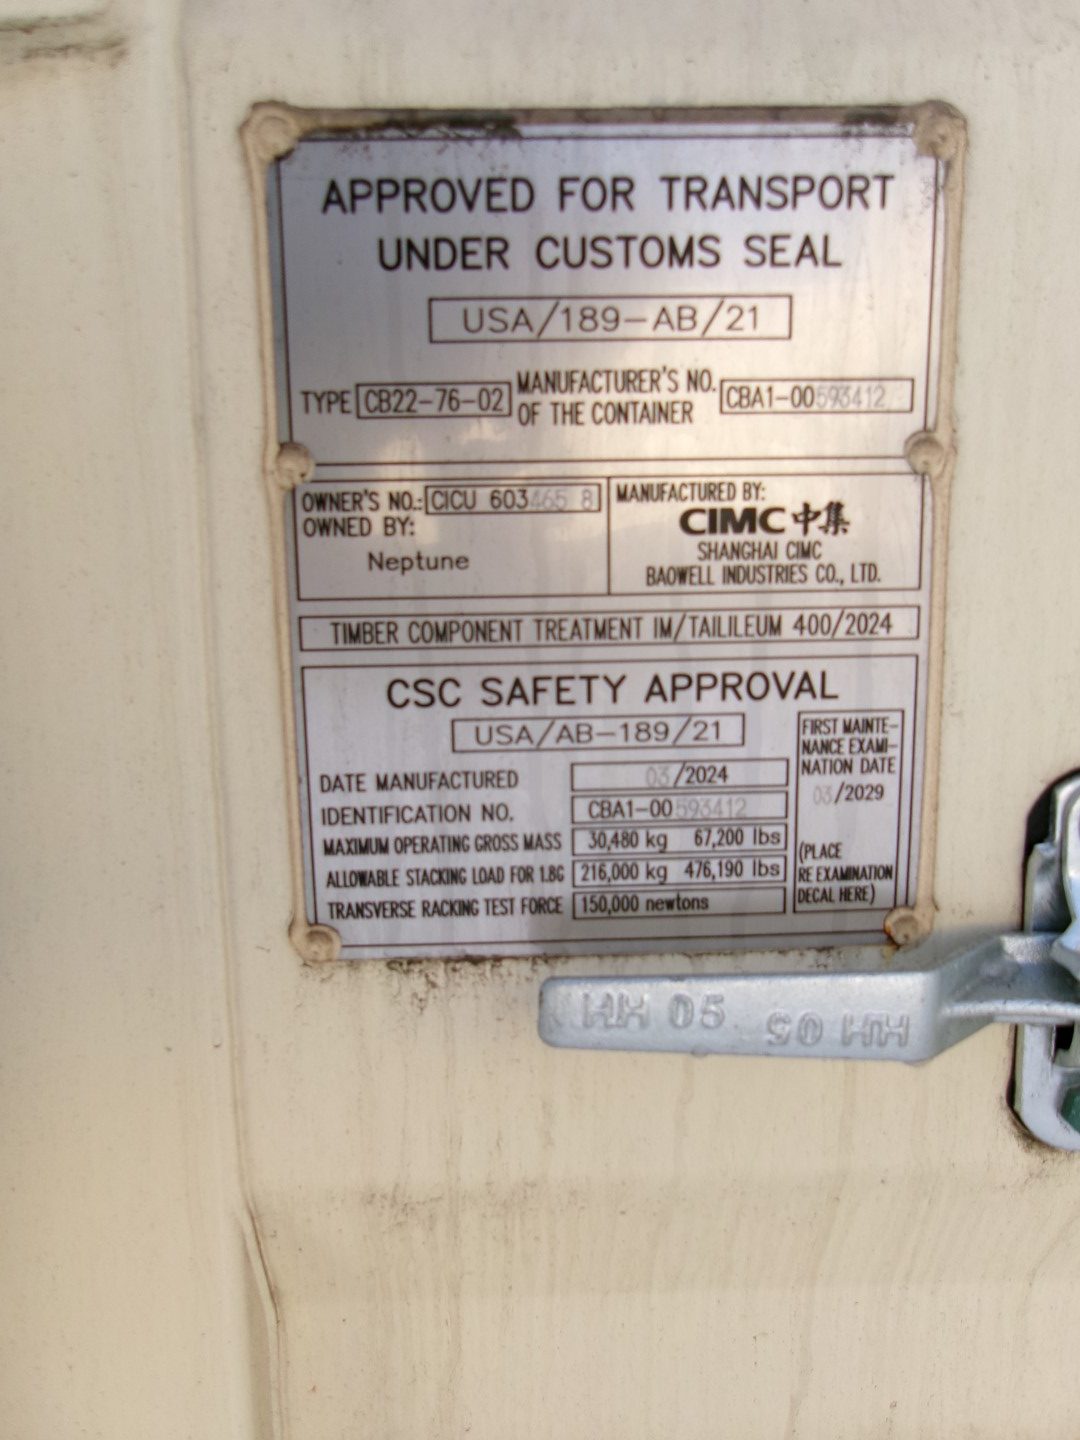 APPROVED FOR TRANSPORT
UNDER CUSTOMS SEAL
USA/189-AB/21
TYPE CB22-76-02 MANUFACTURER'S NO. OF THE CONTAINER CBA1-00593412
OWNER'S NO.: CICU 603465 8
OWNED BY:
Neptune
MANUFACTURED BY:
CIMC 中集
SHANGHAI CIMC
BAOWELL INDUSTRIES CO., LTD.
TIMBER COMPONENT TREATMENT IM/TAILILEUM 400/2024
CSC SAFETY APPROVAL
USA/AB-189/21
DATE MANUFACTURED 03/2024
IDENTIFICATION NO. CBA1-00593412
MAXIMUM OPERATING GROSS MASS 30,480 kg 67,200 lbs
ALLOWABLE STACKING LOAD FOR 1.8G 216,000 kg 476,190 lbs
TRANSVERSE RACKING TEST FORCE 150,000 newtons
FIRST MAINTE-
NANCE EXAMI-
NATION DATE
03/2029
(PLACE
RE EXAMINATION
DECAL HERE)
HH 05 HH 05